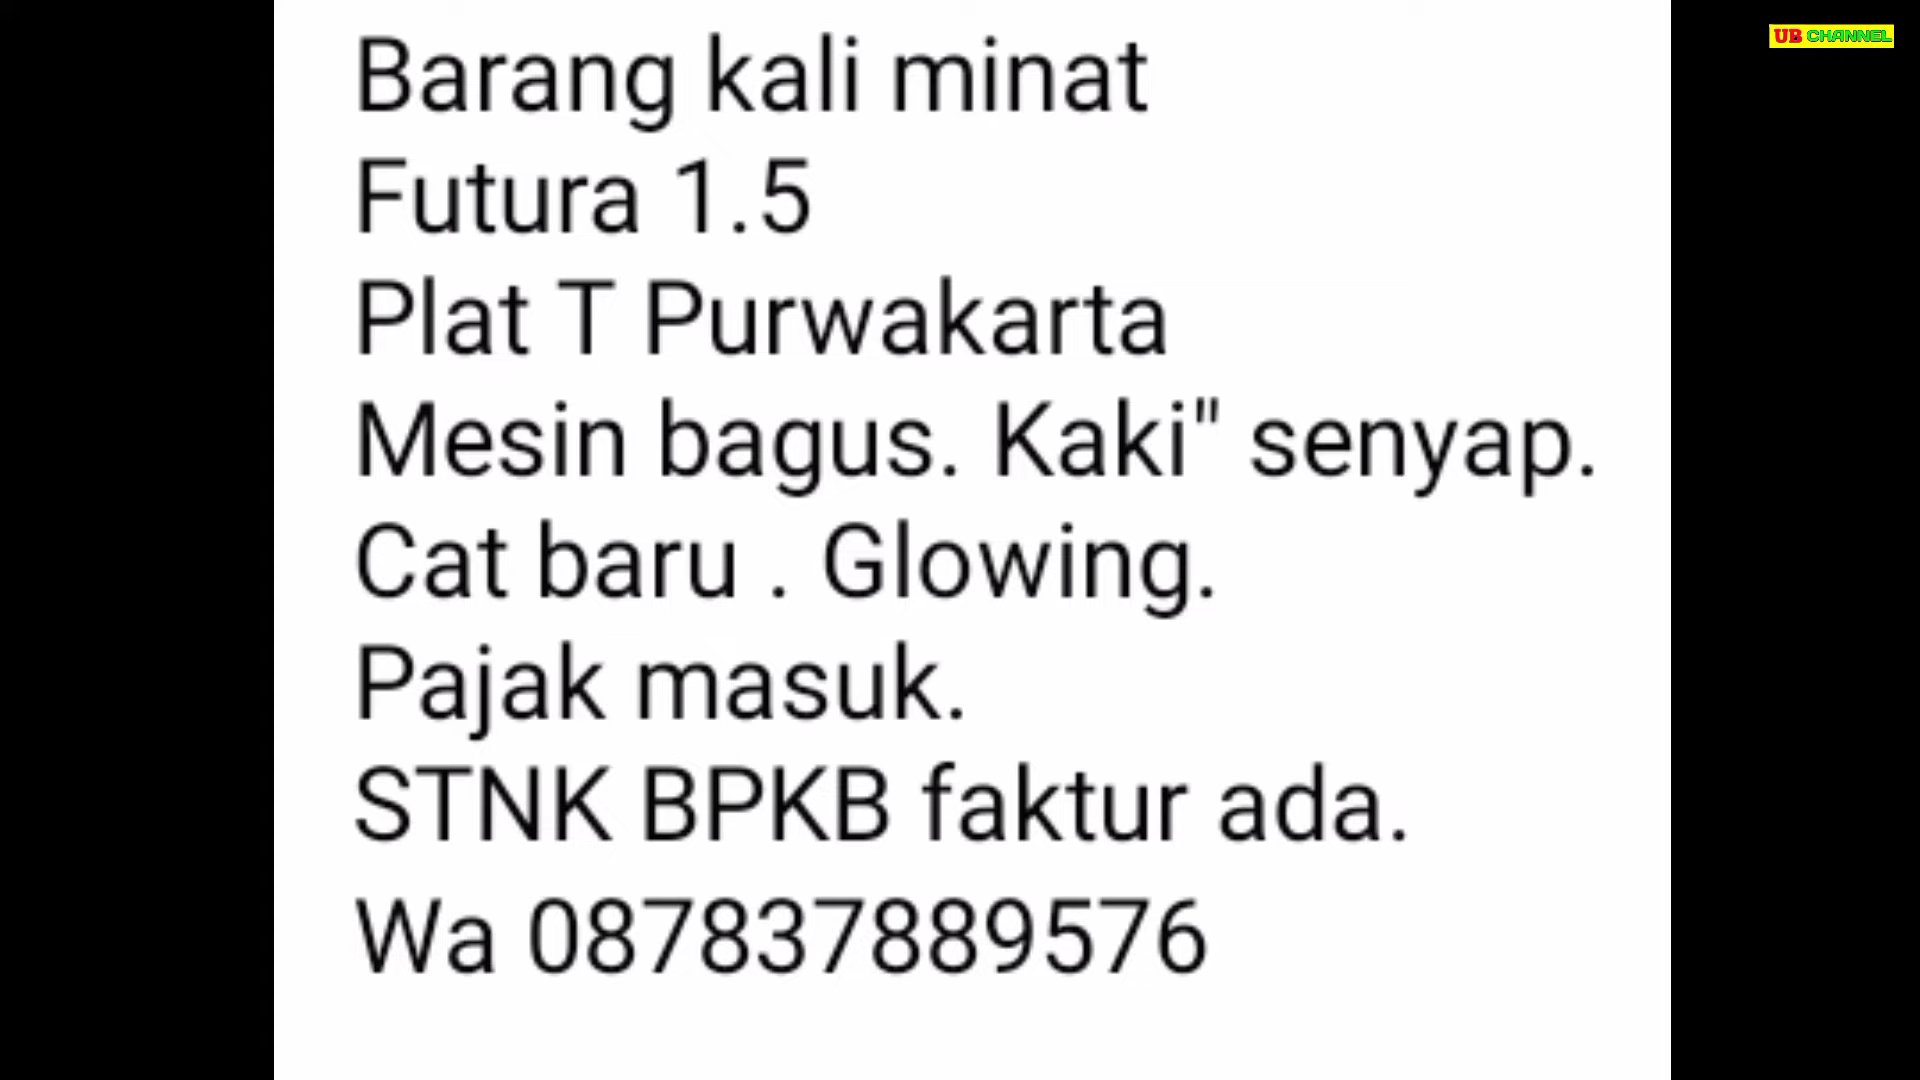 UB CHANNEL
Barang kali minat
Futura 1.5
Plat T Purwakarta
Mesin bagus. Kaki" senyap.
Cat baru . Glowing.
Pajak masuk.
STNK BPKB faktur ada.
Wa 087837889576